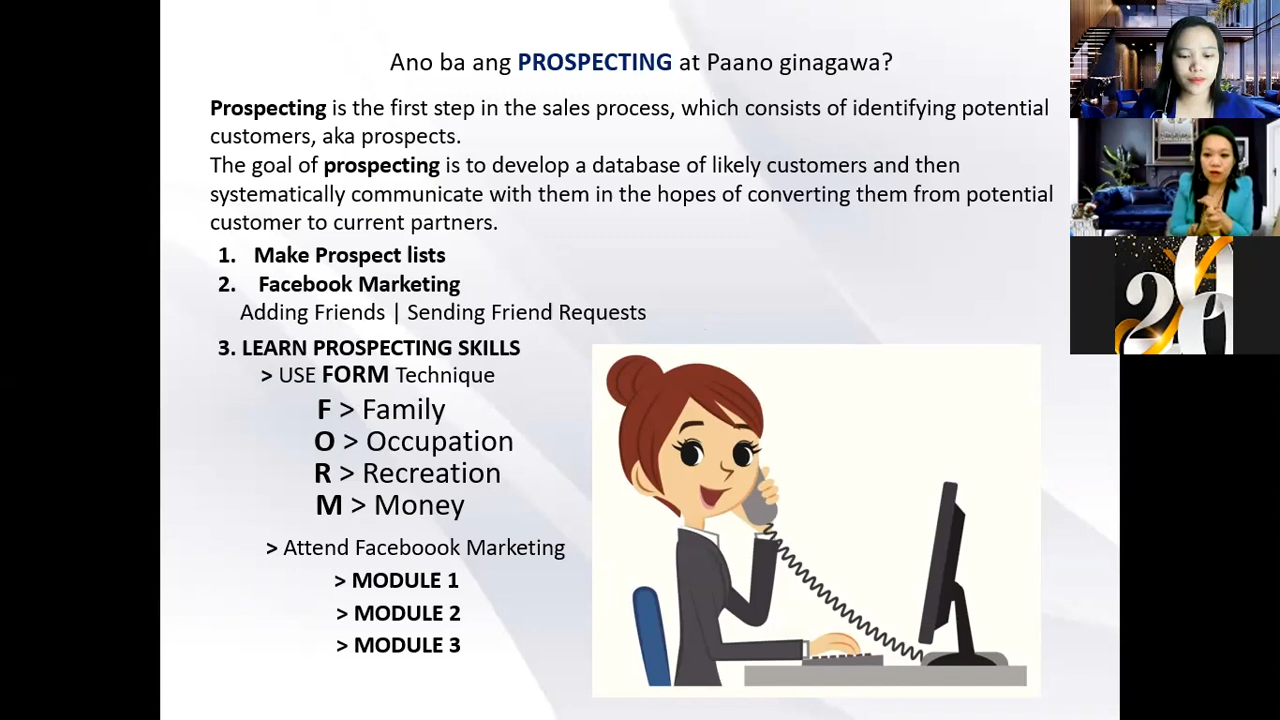 Ano ba ang PROSPECTING at Paano ginagawa?
Prospecting is the first step in the sales process, which consists of identifying potential
customers, aka prospects.
The goal of prospecting is to develop a database of likely customers and then
systematically communicate with them in the hopes of converting them from potential
customer to current partners.
1. Make Prospect lists
2. Facebook Marketing
Adding Friends | Sending Friend Requests
3. LEARN PROSPECTING SKILLS
> USE FORM Technique
F > Family
O > Occupation
R > Recreation
M > Money
> Attend Faceboook Marketing
> MODULE 1
> MODULE 2
> MODULE 3